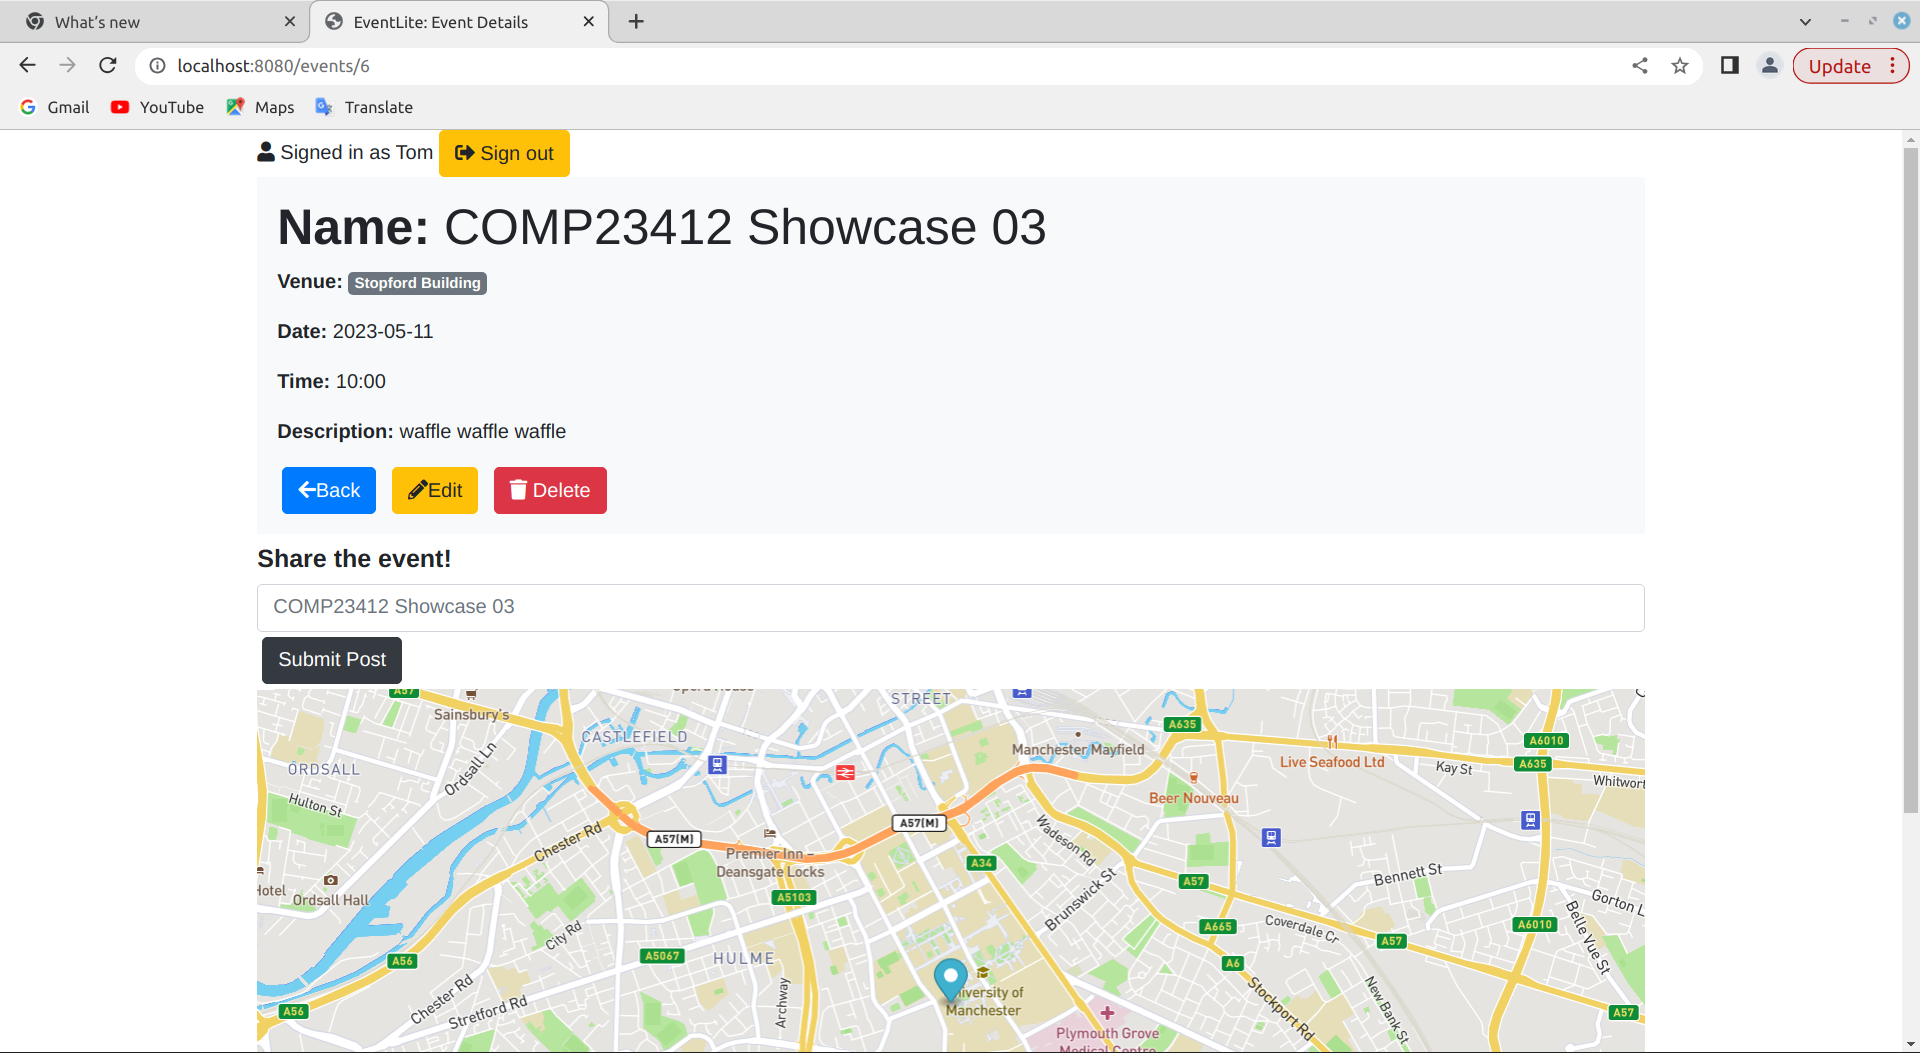 What's new
EventLite: Event Details
localhost:8080/events/6
Update
Gmail
YouTube
Maps
Translate
Signed in as Tom
Sign out
Name: COMP23412 Showcase 03
Venue: Stopford Building
Date: 2023-05-11
Time: 10:00
Description: waffle waffle waffle
Back
Edit
Delete
Share the event!
COMP23412 Showcase 03
Submit Post
A57
Sainsbury's
STREET
CASTLEFIELD
A635
Manchester Mayfield
A6010
Live Seafood Ltd
A635
Kay St
ORDSALL
Ordsall Ln
Hulton St
Beer Nouveau
A57(M)
A57(M)
Chester Rd
Wadeson Rd
Premier Inn –
Deansgate Locks
A34
A57
Bennett St
Ordsall Hall
A5103
Brunswick St
Gorton L
City Rd
A665
Coverdale Cr
A57
A6010
Belle Vue St
A56
A5067
HULME
A6
Chester Rd
Stretford Rd
Archway
University of
Manchester
Stockport Rd
New Bank St
A56
A57
Plymouth Grove
Medical Centre